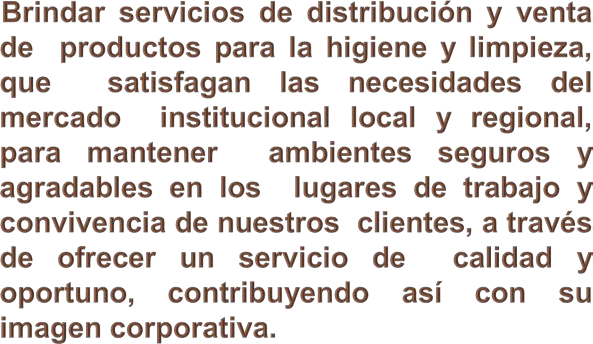 Brindar servicios de distribución y venta
de productos para la higiene y limpieza,
que satisfagan las necesidades del
mercado institucional local y regional,
para mantener ambientes seguros y
agradables en los lugares de trabajo y
convivencia de nuestros clientes, a través
de ofrecer un servicio de calidad y
oportuno, contribuyendo así con su
imagen corporativa.